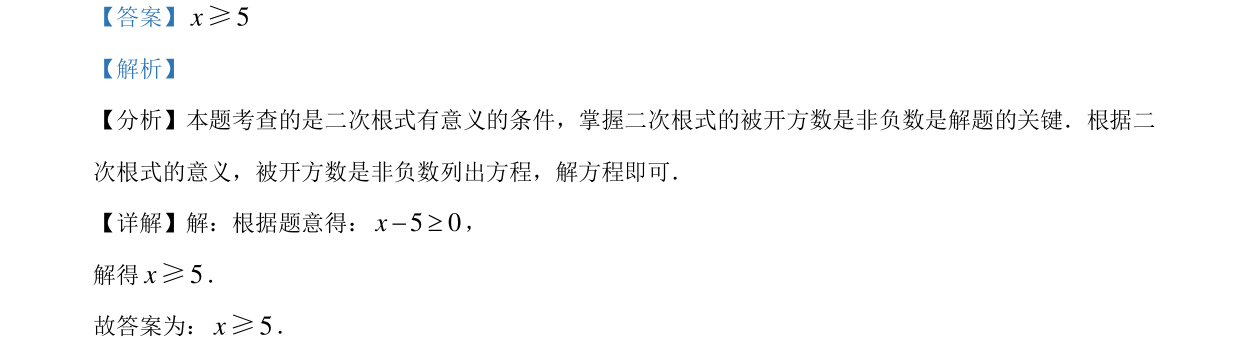 【答案】x≥5
【解析】
【分析】本题考查的是二次根式有意义的条件，掌握二次根式的被开方数是非负数是解题的关键．根据二
次根式的意义，被开方数是非负数列出方程，解方程即可．
【详解】解：根据题意得：x−5≥0，
解得x≥5．
故答案为：x≥5．